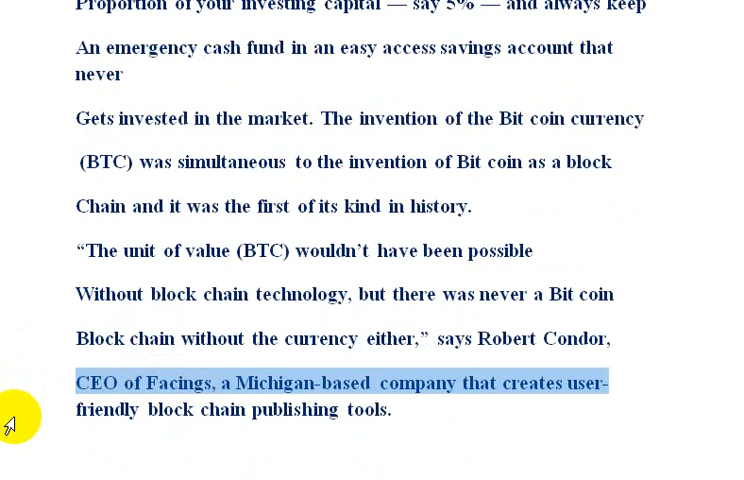 Proportion of your investing capital — say 5% — and always keep
An emergency cash fund in an easy access savings account that
never
Gets invested in the market. The invention of the Bit coin currency
(BTC) was simultaneous to the invention of Bit coin as a block
Chain and it was the first of its kind in history.
“The unit of value (BTC) wouldn’t have been possible
Without block chain technology, but there was never a Bit coin
Block chain without the currency either,” says Robert Condor,
CEO of Facings, a Michigan-based company that creates user-
friendly block chain publishing tools.